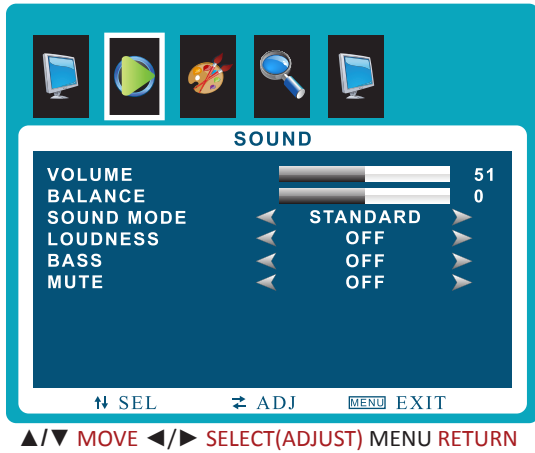 SOUND
VOLUME 51
BALANCE 0
SOUND MODE STANDARD
LOUDNESS OFF
BASS OFF
MUTE OFF
SEL ADJ MENU EXIT
▲/▼ MOVE ◄/► SELECT(ADJUST) MENU RETURN